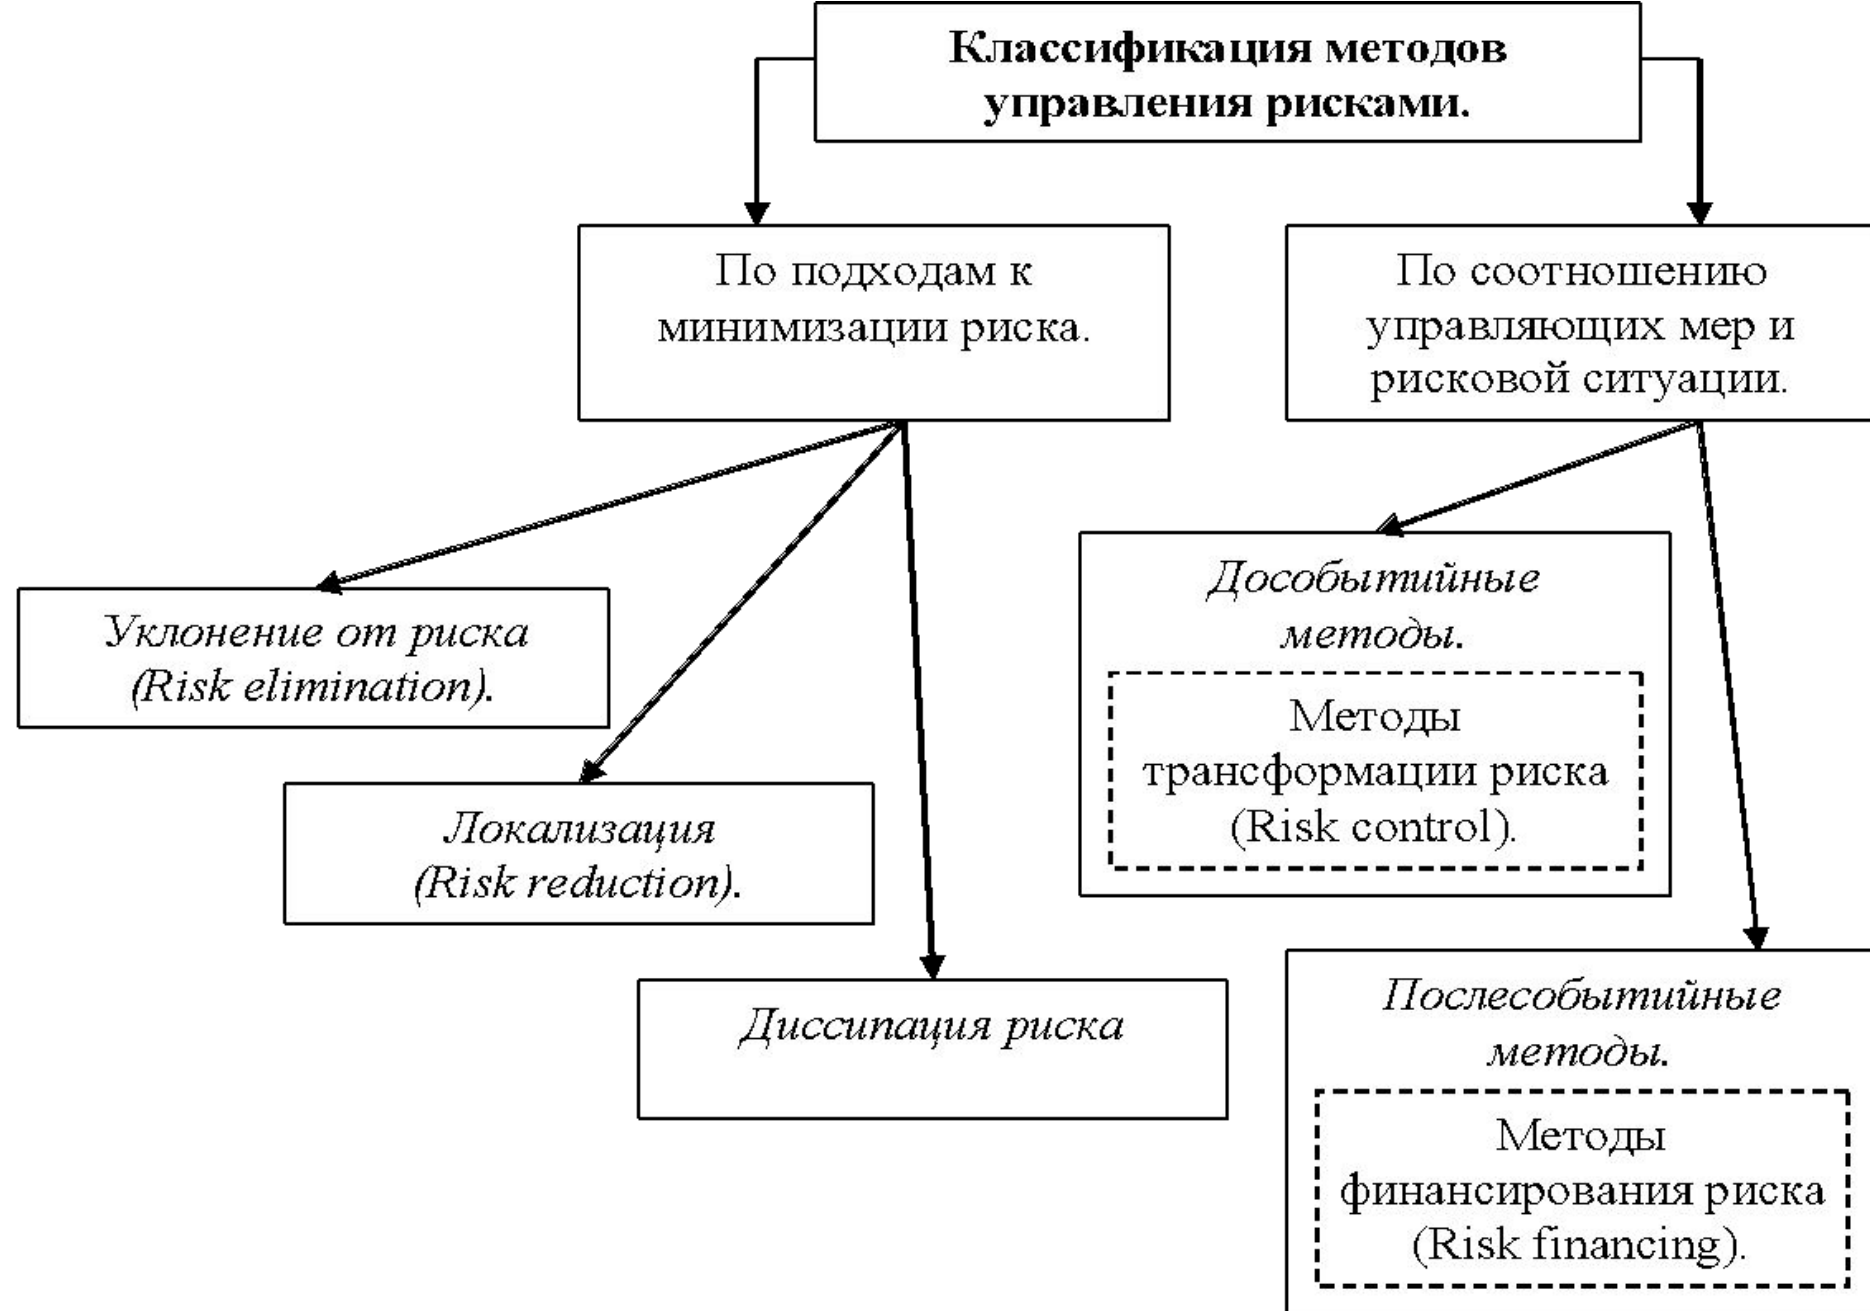 Классификация методов
управления рисками.
По подходам к
минимизации риска.
По соотношению
управляющих мер и
рисковой ситуации.
Уклонение от риска
(Risk elimination).
Локализация
(Risk reduction).
Диссипация риска
Дособытийные
методы.
Методы
трансформации риска
(Risk control).
Послесобытийные
методы.
Методы
финансирования риска
(Risk financing).